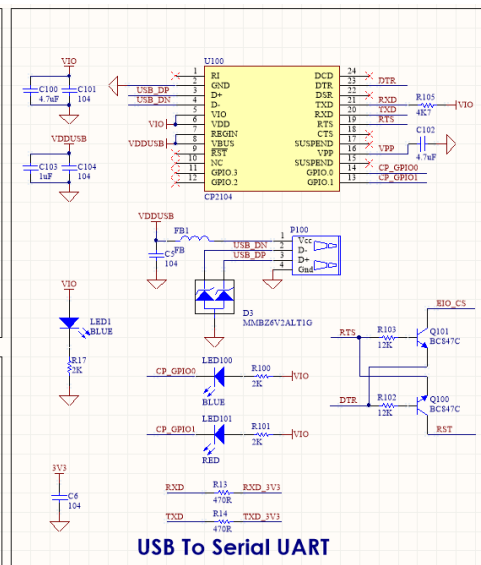 VIO
C100
4.7uF
C101
104
VDDUSB
C103
1uF
C104
104
U100
1
RI
2
GND
USB_DP
3
D+
USB_DN
4
D-
5
VIO
VIO
6
VDD
7
REGIN
VDDUSB
8
VBUS
9
RST
10
NC
11
GPIO.3
12
GPIO.2
DCD
24
DTR
23
DTR
DSR
22
TXD
21
RXD
RXD
20
TXD
RTS
19
RTS
CTS
18
SUSPEND
17
VPP
16
VPP
SUSPEND
15
GPIO.0
14
CP_GPIO0
GPIO.1
13
CP_GPIO1
CP2104
R105
4K7
VIO
C102
4.7uF
VDDUSB
FB1
FB
C5
104
P100
USB_DN
USB_DP
1
Vcc
2
D-
3
D+
4
Gnd
D3
MMBZ6V2ALT1G
VIO
LED1
BLUE
R17
2K
CP_GPIO0
LED100
BLUE
R100
2K
VIO
CP_GPIO1
LED101
RED
R101
2K
VIO
EIO_CS
RTS
R103
12K
Q101
BC847C
DTR
R102
12K
Q100
BC847C
RST
3V3
C6
104
RXD
R13
470R
RXD_3V3
TXD
R14
470R
TXD_3V3
USB To Serial UART